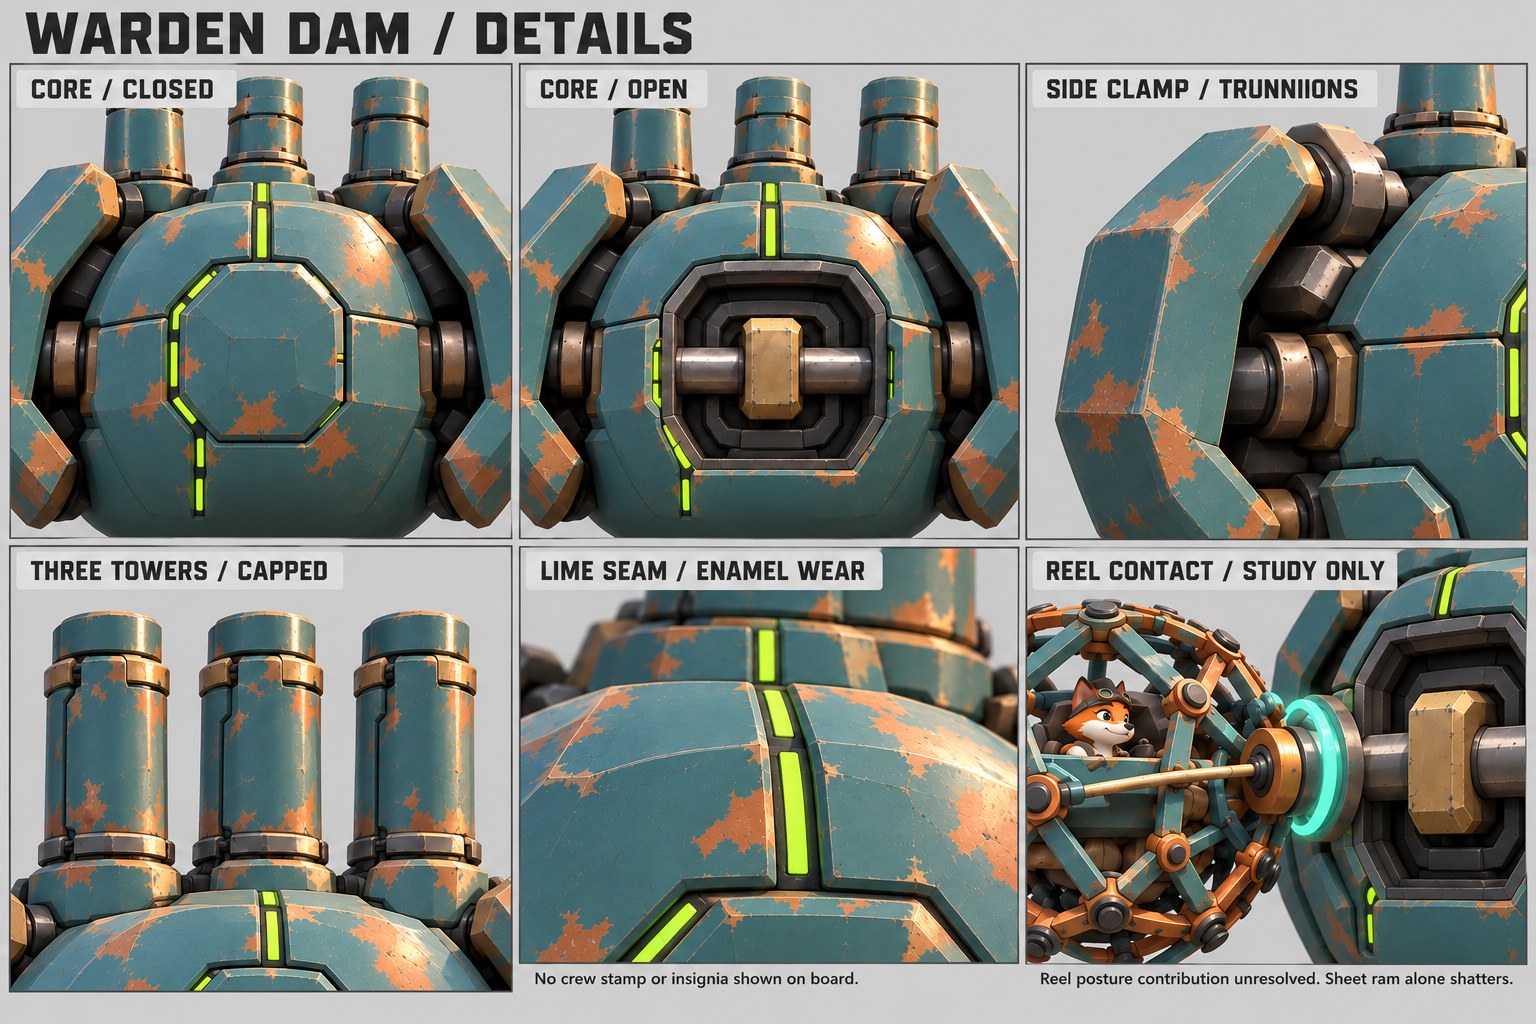 WARDEN DAM / DETAILS
CORE / CLOSED
CORE / OPEN
SIDE CLAMP / TRUNNIIONS
THREE TOWERS / CAPPED
LIME SEAM / ENAMEL WEAR
REEL CONTACT / STUDY ONLY
No crew stamp or insignia shown on board.
Reel posture contribution unresolved. Sheet ram alone shatters.